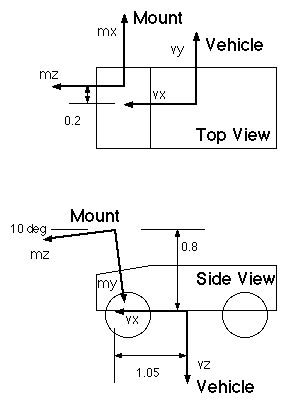 Mount
mx
Vehicle
vy
mz
vx
0.2
Top View
Mount
10 deg
mz
0.8
my
Side View
vx
vz
1.05
Vehicle